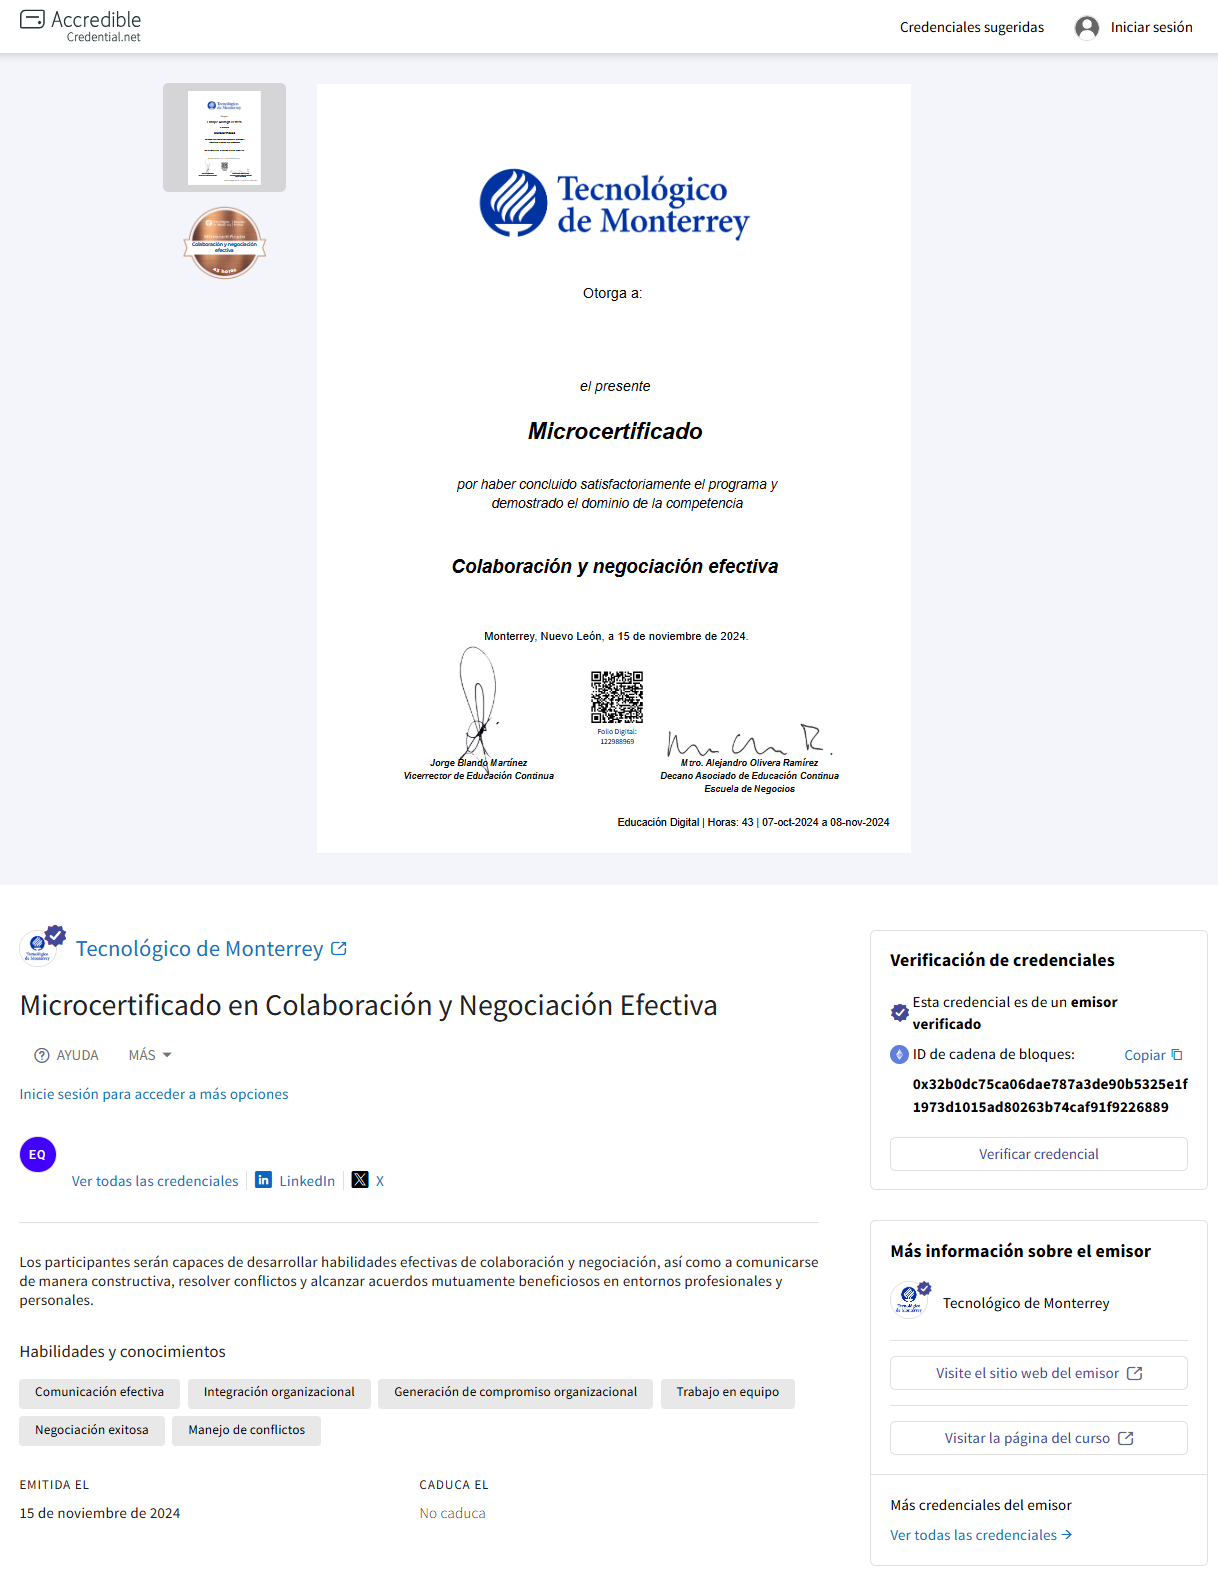 Accredible
Credential.net
Credenciales sugeridas
Iniciar sesión
Colaboración y negociación
efectiva
43 horas
Tecnológico
de Monterrey
Otorga a:
el presente
Microcertificado
por haber concluido satisfactoriamente el programa y
demostrado el dominio de la competencia
Colaboración y negociación efectiva
Monterrey, Nuevo León, a 15 de noviembre de 2024.
Folio Digital:
122988969
Jorge Blando Martínez
Vicerrector de Educación Continua
Mtro. Alejandro Olivera Ramírez
Decano Asociado de Educación Continua
Escuela de Negocios
Educación Digital | Horas: 43 | 07-oct-2024 a 08-nov-2024
Tecnológico de Monterrey
Microcertificado en Colaboración y Negociación Efectiva
AYUDA
MÁS
Inicie sesión para acceder a más opciones
EQ
Ver todas las credenciales
LinkedIn
X
Los participantes serán capaces de desarrollar habilidades efectivas de colaboración y negociación, así como a comunicarse
de manera constructiva, resolver conflictos y alcanzar acuerdos mutuamente beneficiosos en entornos profesionales y
personales.
Habilidades y conocimientos
Comunicación efectiva
Integración organizacional
Generación de compromiso organizacional
Trabajo en equipo
Negociación exitosa
Manejo de conflictos
EMITIDA EL
15 de noviembre de 2024
CADUCA EL
No caduca
Verificación de credenciales
Esta credencial es de un emisor
verificado
ID de cadena de bloques:
Copiar
0x32b0dc75ca06dae787a3de90b5325e1f
1973d1015ad80263b74caf91f9226889
Verificar credencial
Más información sobre el emisor
Tecnológico de Monterrey
Visite el sitio web del emisor
Visitar la página del curso
Más credenciales del emisor
Ver todas las credenciales